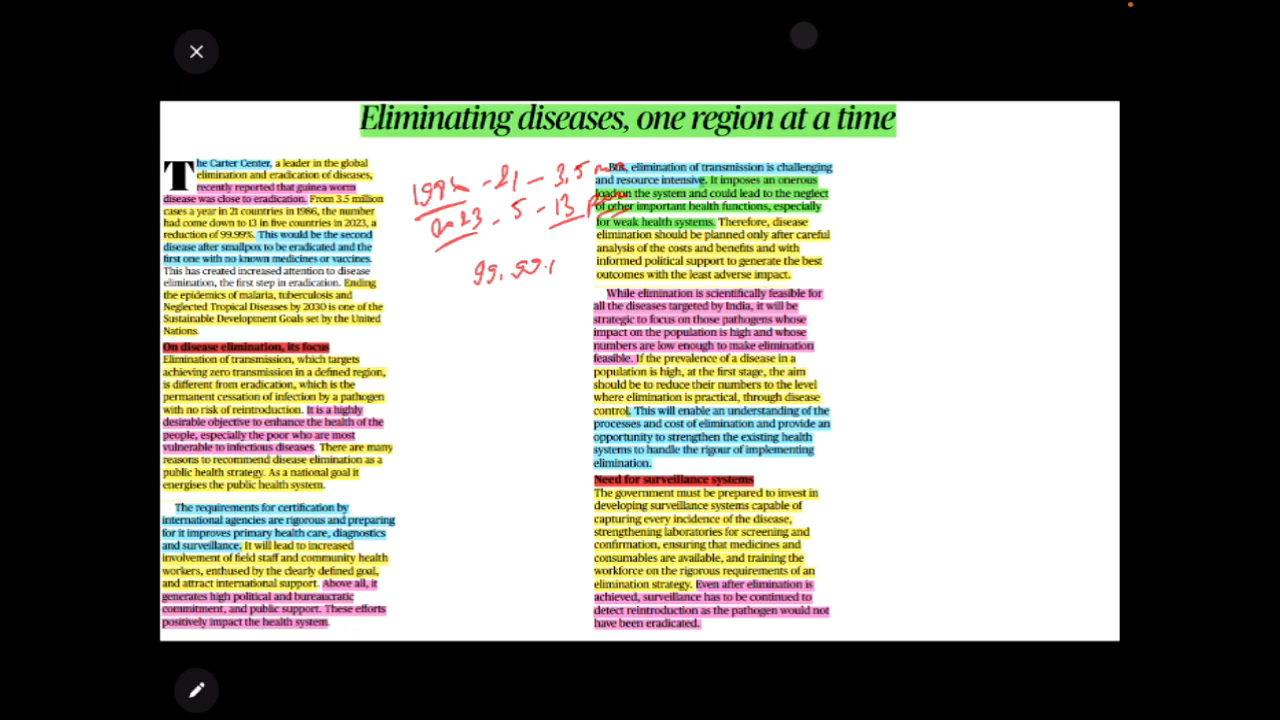 Eliminating diseases, one region at a time
The Carter Center, a leader in the global
elimination and eradication of diseases,
recently reported that guinea worm
disease was close to eradication. From 3.5 million
cases a year in 21 countries in 1986, the number
had come down to 13 in five countries in 2023, a
reduction of 99.99%. This would be the second
disease after smallpox to be eradicated and the
first one with no known medicines or vaccines.
This has created increased attention to disease
elimination, the first step in eradication. Ending
the epidemics of malaria, tuberculosis and
Neglected Tropical Diseases by 2030 is one of the
Sustainable Development Goals set by the United
Nations.
On disease elimination, its focus
Elimination of transmission, which targets
achieving zero transmission in a defined region,
is different from eradication, which is the
permanent cessation of infection by a pathogen
with no risk of reintroduction. It is a highly
desirable objective to enhance the health of the
people, especially the poor who are most
vulnerable to infectious diseases. There are many
reasons to recommend disease elimination as a
public health strategy. As a national goal it
energises the public health system.
The requirements for certification by
international agencies are rigorous and preparing
for it improves primary health care, diagnostics
and surveillance. It will lead to increased
involvement of field staff and community health
workers, enthused by the clearly defined goal,
and attract international support. Above all, it
generates high political and bureaucratic
commitment, and public support. These efforts
positively impact the health system.
- 21 - 3.5
2023 - 5 - 13
99.99%
But, elimination of transmission is challenging
and resource intensive. It imposes an onerous
load on the system and could lead to the neglect
of other important health functions, especially
for weak health systems. Therefore, disease
elimination should be planned only after careful
analysis of the costs and benefits and with
informed political support to generate the best
outcomes with the least adverse impact.
While elimination is scientifically feasible for
all the diseases targeted by India, it will be
strategic to focus on those pathogens whose
impact on the population is high and whose
numbers are low enough to make elimination
feasible. If the prevalence of a disease in a
population is high, at the first stage, the aim
should be to reduce their numbers to the level
where elimination is practical, through disease
control. This will enable an understanding of the
processes and cost of elimination and provide an
opportunity to strengthen the existing health
systems to handle the rigour of implementing
elimination.
Need for surveillance systems
The government must be prepared to invest in
developing surveillance systems capable of
capturing every incidence of the disease,
strengthening laboratories for screening and
confirmation, ensuring that medicines and
consumables are available, and training the
workforce on the rigorous requirements of an
elimination strategy. Even after elimination is
achieved, surveillance has to be continued to
detect reintroduction as the pathogen would not
have been eradicated.